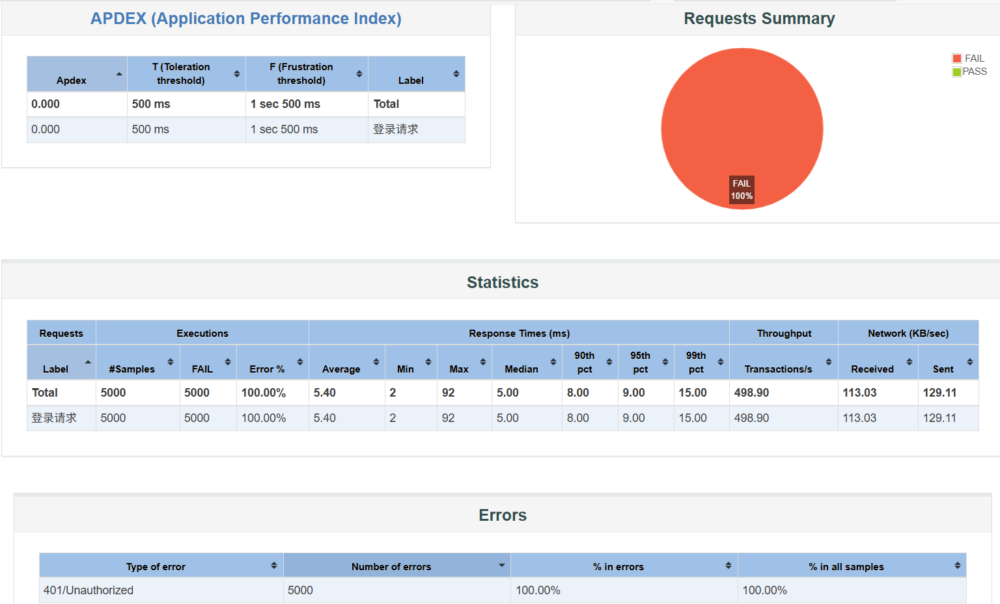 APDEX (Application Performance Index)
Apdex T (Toleration threshold) F (Frustration threshold) Label
0.000 500 ms 1 sec 500 ms Total
0.000 500 ms 1 sec 500 ms 登录请求
Requests Summary
FAIL
PASS
FAIL
100%
Statistics
Requests Executions Response Times (ms) Throughput Network (KB/sec)
Label #Samples FAIL Error % Average Min Max Median 90th pct 95th pct 99th pct Transactions/s Received Sent
Total 5000 5000 100.00% 5.40 2 92 5.00 8.00 9.00 15.00 498.90 113.03 129.11
登录请求 5000 5000 100.00% 5.40 2 92 5.00 8.00 9.00 15.00 498.90 113.03 129.11
Errors
Type of error Number of errors % in errors % in all samples
401/Unauthorized 5000 100.00% 100.00%